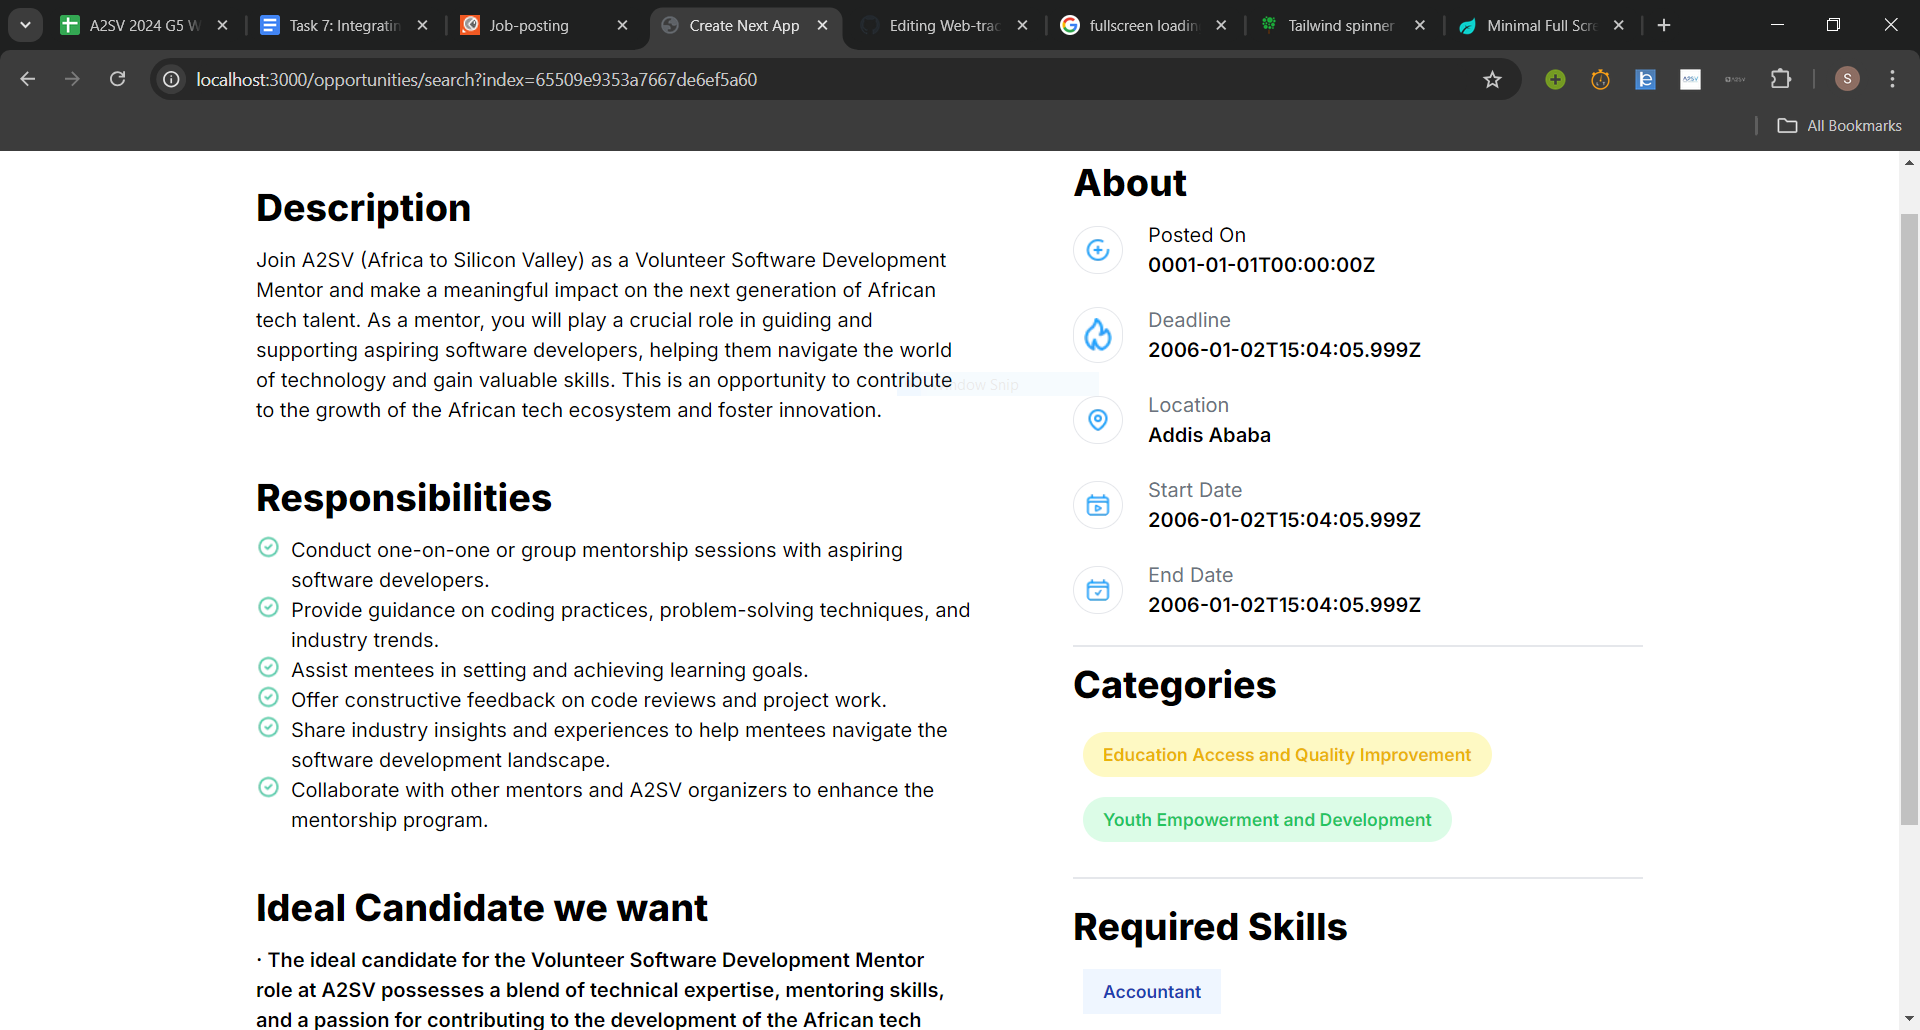 A2SV 2024 G5 W
Task 7: Integratin
Job-posting
Create Next App
Editing Web-trac
fullscreen loadin
Tailwind spinner
Minimal Full Scre
localhost:3000/opportunities/search?index=65509e9353a7667de6ef5a60
S
All Bookmarks
Description
Join A2SV (Africa to Silicon Valley) as a Volunteer Software Development
Mentor and make a meaningful impact on the next generation of African
tech talent. As a mentor, you will play a crucial role in guiding and
supporting aspiring software developers, helping them navigate the world
of technology and gain valuable skills. This is an opportunity to contribute
to the growth of the African tech ecosystem and foster innovation.
Responsibilities
Conduct one-on-one or group mentorship sessions with aspiring
software developers.
Provide guidance on coding practices, problem-solving techniques, and
industry trends.
Assist mentees in setting and achieving learning goals.
Offer constructive feedback on code reviews and project work.
Share industry insights and experiences to help mentees navigate the
software development landscape.
Collaborate with other mentors and A2SV organizers to enhance the
mentorship program.
Ideal Candidate we want
· The ideal candidate for the Volunteer Software Development Mentor
role at A2SV possesses a blend of technical expertise, mentoring skills,
and a passion for contributing to the development of the African tech
About
Posted On
0001-01-01T00:00:00Z
Deadline
2006-01-02T15:04:05.999Z
Location
Addis Ababa
Start Date
2006-01-02T15:04:05.999Z
End Date
2006-01-02T15:04:05.999Z
Categories
Education Access and Quality Improvement
Youth Empowerment and Development
Required Skills
Accountant